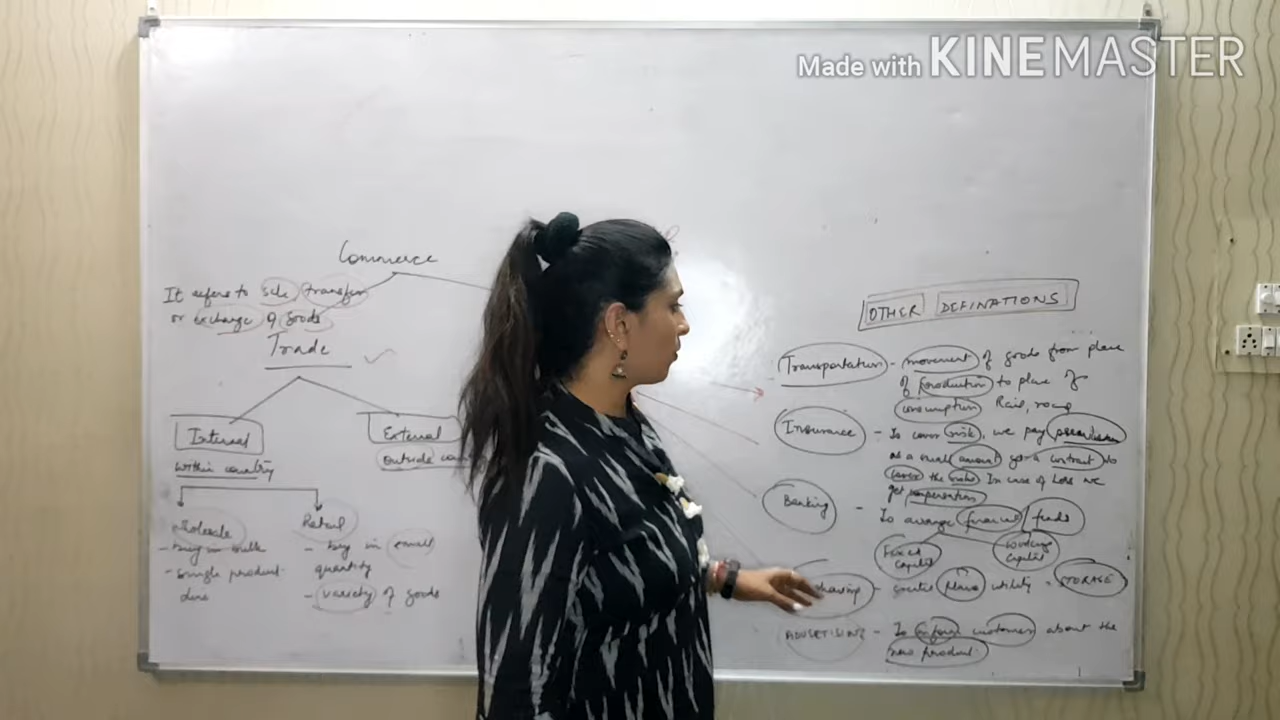 Made with KINEMASTER
Commerce
It refers to Sale, transfer
or exchange of goods
Trade
Internal
within country
External
outside
wholesale
- buy in bulk
- single product
line
Retail
- buy in small
quantity
- variety of goods
OTHER DEFINATIONS
Transportation - movement of goods from place
of production to place of
consumption Rail, road
Insurance - To cover risk, we pay premium
as a small amount get a contract to
cover the risk In case of loss we
get compensation
Banking - To arrange finance / funds
Fixed capital
working capital
utility = STORAGE
ADVERTISING - To inform customer about the
new product.